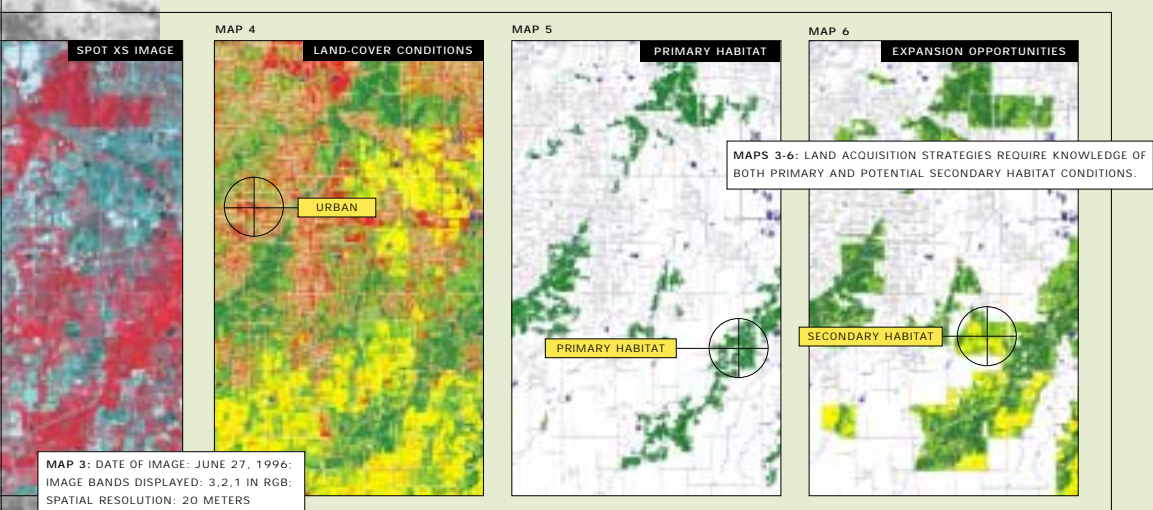 SPOT XS IMAGE
MAP 4
LAND-COVER CONDITIONS
URBAN
MAP 5
PRIMARY HABITAT
PRIMARY HABITAT
MAP 6
EXPANSION OPPORTUNITIES
MAPS 3-6: LAND ACQUISITION STRATEGIES REQUIRE KNOWLEDGE OF
BOTH PRIMARY AND POTENTIAL SECONDARY HABITAT CONDITIONS.
SECONDARY HABITAT
MAP 3: DATE OF IMAGE: JUNE 27, 1996;
IMAGE BANDS DISPLAYED: 3,2,1 IN RGB;
SPATIAL RESOLUTION: 20 METERS